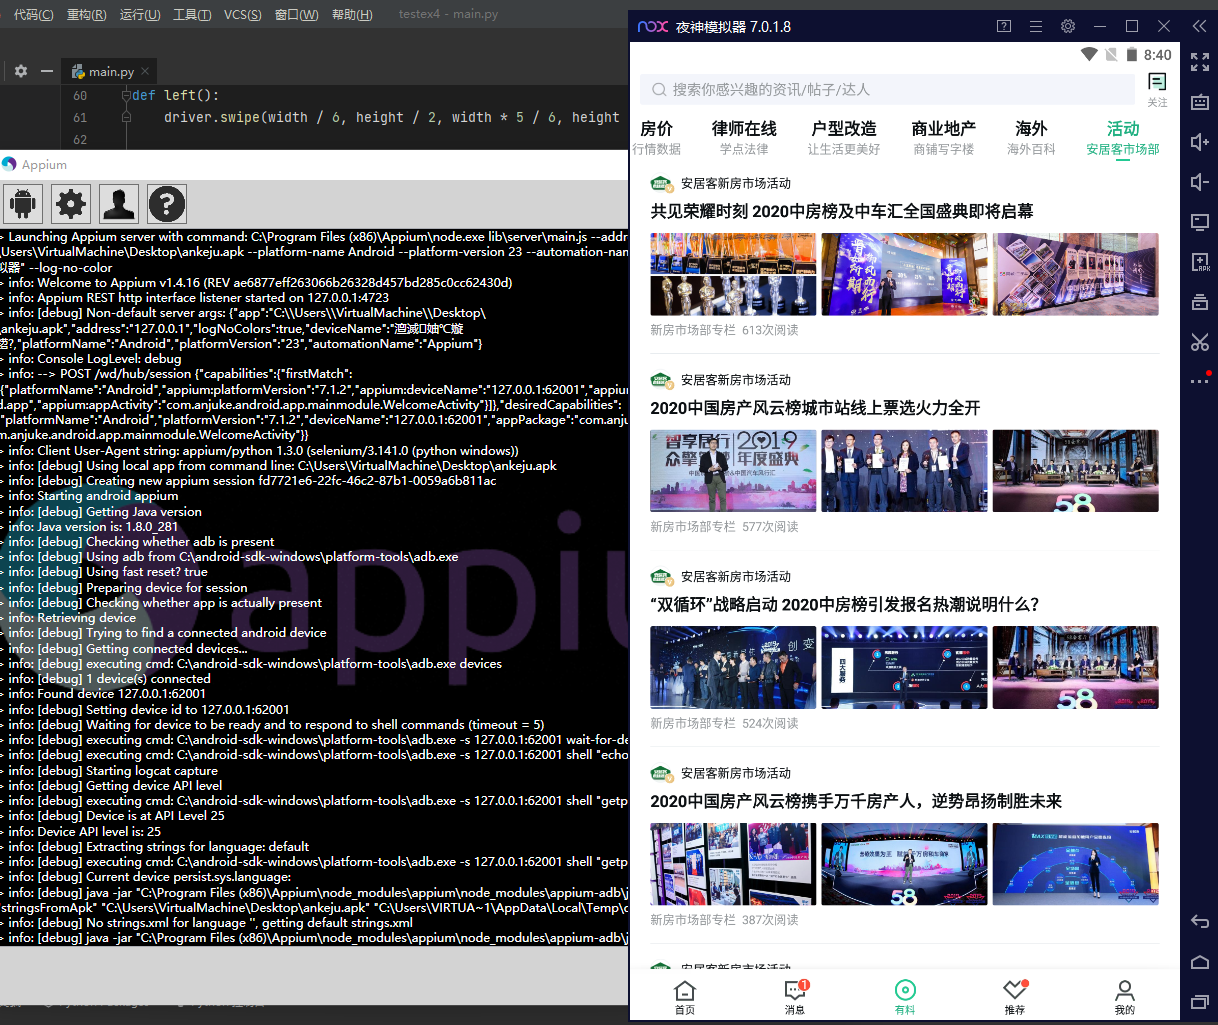 代码(C) 重构(R) 运行(U) 工具(T) VCS(S) 窗口(W) 帮助(H) testex4 - main.py
main.py
60 def left():
61 driver.swipe(width / 6, height / 2, width * 5 / 6, height
62
Appium
> Launching Appium server with command: C:\Program Files (x86)\Appium\node.exe lib\server\main.js --addr
\Users\VirtualMachine\Desktop\ankeju.apk --platform-name Android --platform-version 23 --automation-nam
拟器" --log-no-color
> info: Welcome to Appium v1.4.16 (REV ae6877eff263066b26328d457bd285c0cc62430d)
> info: Appium REST http interface listener started on 127.0.0.1:4723
> info: [debug] Non-default server args: {"app":"C:\\Users\\VirtualMachine\\Desktop\
\ankeju.apk","address":"127.0.0.1","logNoColors":true,"deviceName":"
?,"platformName":"Android","platformVersion":"23","automationName":"Appium"}
> info: Console LogLevel: debug
> info: --> POST /wd/hub/session {"capabilities":{"firstMatch":
{"platformName":"Android","appium:platformVersion":"7.1.2","appium:deviceName":"127.0.0.1:62001","appiun
d.app","appium:appActivity":"com.anjuke.android.app.mainmodule.WelcomeActivity"}]},"desiredCapabilities":
"platformName":"Android","platformVersion":"7.1.2","deviceName":"127.0.0.1:62001","appPackage":"com.anju
m.anjuke.android.app.mainmodule.WelcomeActivity"}}
> info: Client User-Agent string: appium/python 1.3.0 (selenium/3.141.0 (python windows))
> info: [debug] Using local app from command line: C:\Users\VirtualMachine\Desktop\ankeju.apk
> info: [debug] Creating new appium session fd7721e6-22fc-46c2-87b1-0059a6b811ac
> info: Starting android appium
> info: [debug] Getting Java version
> info: Java version is: 1.8.0_281
> info: [debug] Checking whether adb is present
> info: [debug] Using adb from C:\android-sdk-windows\platform-tools\adb.exe
> info: [debug] Using fast reset? true
> info: [debug] Preparing device for session
> info: [debug] Checking whether app is actually present
> info: Retrieving device
> info: [debug] Trying to find a connected android device
> info: [debug] Getting connected devices...
> info: [debug] executing cmd: C:\android-sdk-windows\platform-tools\adb.exe devices
> info: [debug] 1 device(s) connected
> info: Found device 127.0.0.1:62001
> info: [debug] Setting device id to 127.0.0.1:62001
> info: [debug] Waiting for device to be ready and to respond to shell commands (timeout = 5)
> info: [debug] executing cmd: C:\android-sdk-windows\platform-tools\adb.exe -s 127.0.0.1:62001 wait-for-de
> info: [debug] executing cmd: C:\android-sdk-windows\platform-tools\adb.exe -s 127.0.0.1:62001 shell "echo
> info: [debug] Starting logcat capture
> info: [debug] Getting device API level
> info: [debug] executing cmd: C:\android-sdk-windows\platform-tools\adb.exe -s 127.0.0.1:62001 shell "getp
> info: [debug] Device is at API Level 25
> info: Device API level is: 25
> info: [debug] Extracting strings for language: default
> info: [debug] executing cmd: C:\android-sdk-windows\platform-tools\adb.exe -s 127.0.0.1:62001 shell "getp
> info: [debug] Current device persist.sys.language:
> info: [debug] java -jar "C:\Program Files (x86)\Appium\node_modules\appium\node_modules\appium-adb\j
"stringsFromApk" "C:\Users\VirtualMachine\Desktop\ankeju.apk" "C:\Users\VIRTUA~1\AppData\Local\Temp\c
> info: [debug] No strings.xml for language '', getting default strings.xml
> info: [debug] java -jar "C:\Program Files (x86)\Appium\node_modules\appium\node_modules\appium-adb\j
appiu
nox 夜神模拟器 7.0.1.8
8:40
搜索你感兴趣的资讯/帖子/达人
关注
房价 律师在线 户型改造 商业地产 海外 活动
行情数据 学点法律 让生活更美好 商铺写字楼 海外百科 安居客市场部
安居客新房市场活动
共见荣耀时刻 2020中房榜及中车汇全国盛典即将启幕
新房市场部专栏 613次阅读
安居客新房市场活动
2020中国房产风云榜城市站线上票选火力全开
智享居行 2019
众擎 年度盛典
58
新房市场部专栏 577次阅读
安居客新房市场活动
“双循环”战略启动 2020中房榜引发报名热潮说明什么？
创 变
四大服务
58
新房市场部专栏 524次阅读
安居客新房市场活动
2020中国房产风云榜携手万千房产人，逆势昂扬制胜未来
58
新房市场部专栏 387次阅读
安居客新房市场活动
1
首页 消息 有料 推荐 我的
APK